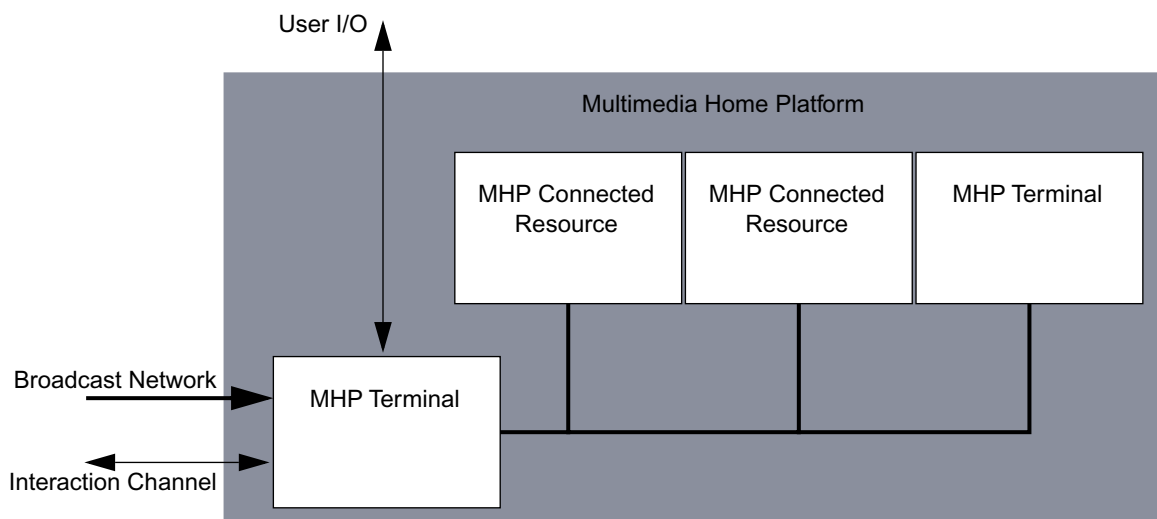 User I/O
Multimedia Home Platform
MHP Connected
Resource
MHP Connected
Resource
MHP Terminal
Broadcast Network
MHP Terminal
Interaction Channel